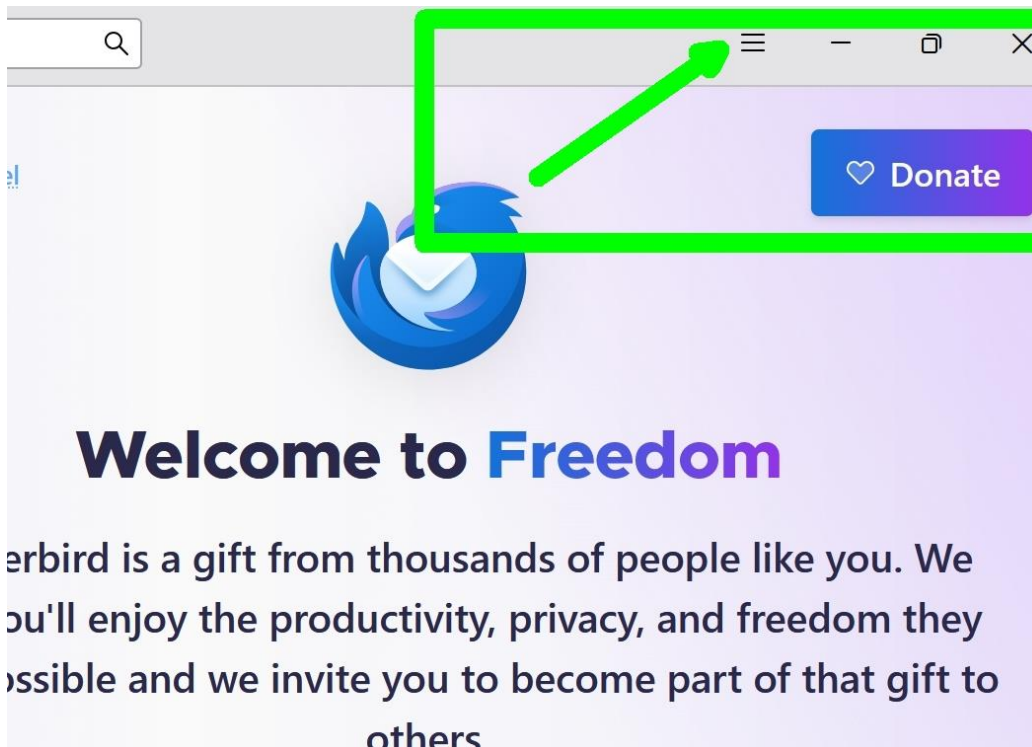 Donate
Welcome to Freedom
erbird is a gift from thousands of people like you. We
ou'll enjoy the productivity, privacy, and freedom they
ossible and we invite you to become part of that gift to
others